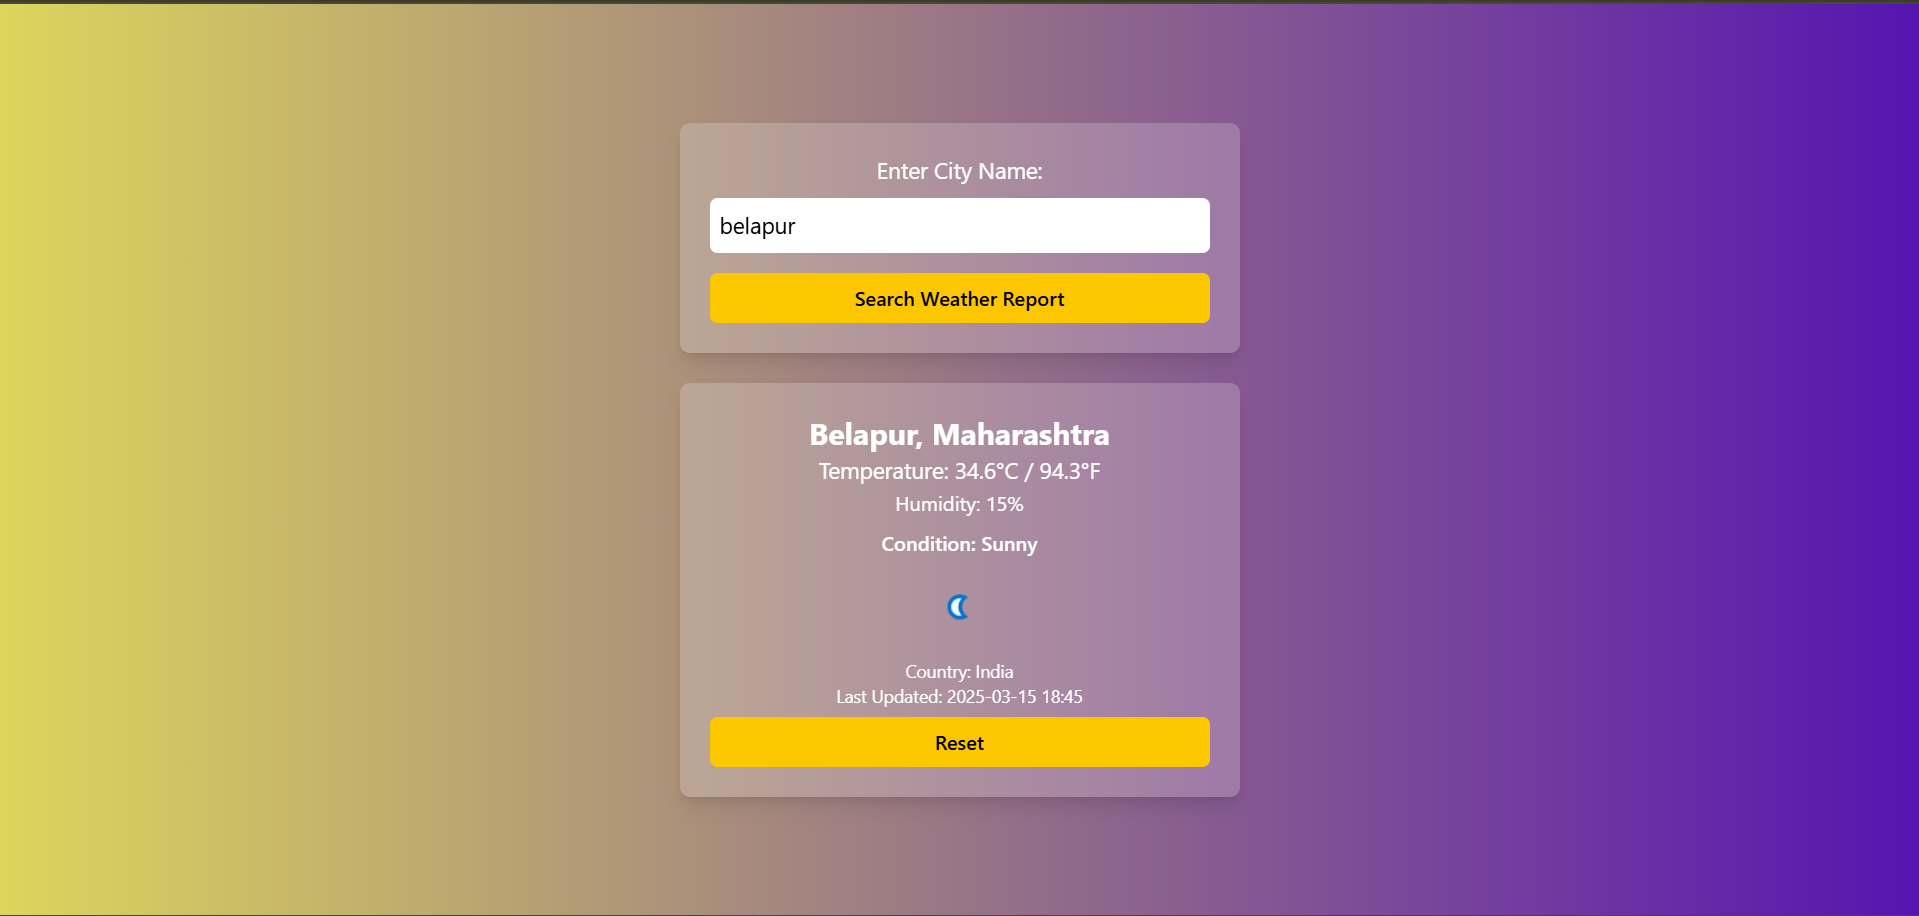 Enter City Name:
belapur
Search Weather Report
Belapur, Maharashtra
Temperature: 34.6°C / 94.3°F
Humidity: 15%
Condition: Sunny
Country: India
Last Updated: 2025-03-15 18:45
Reset